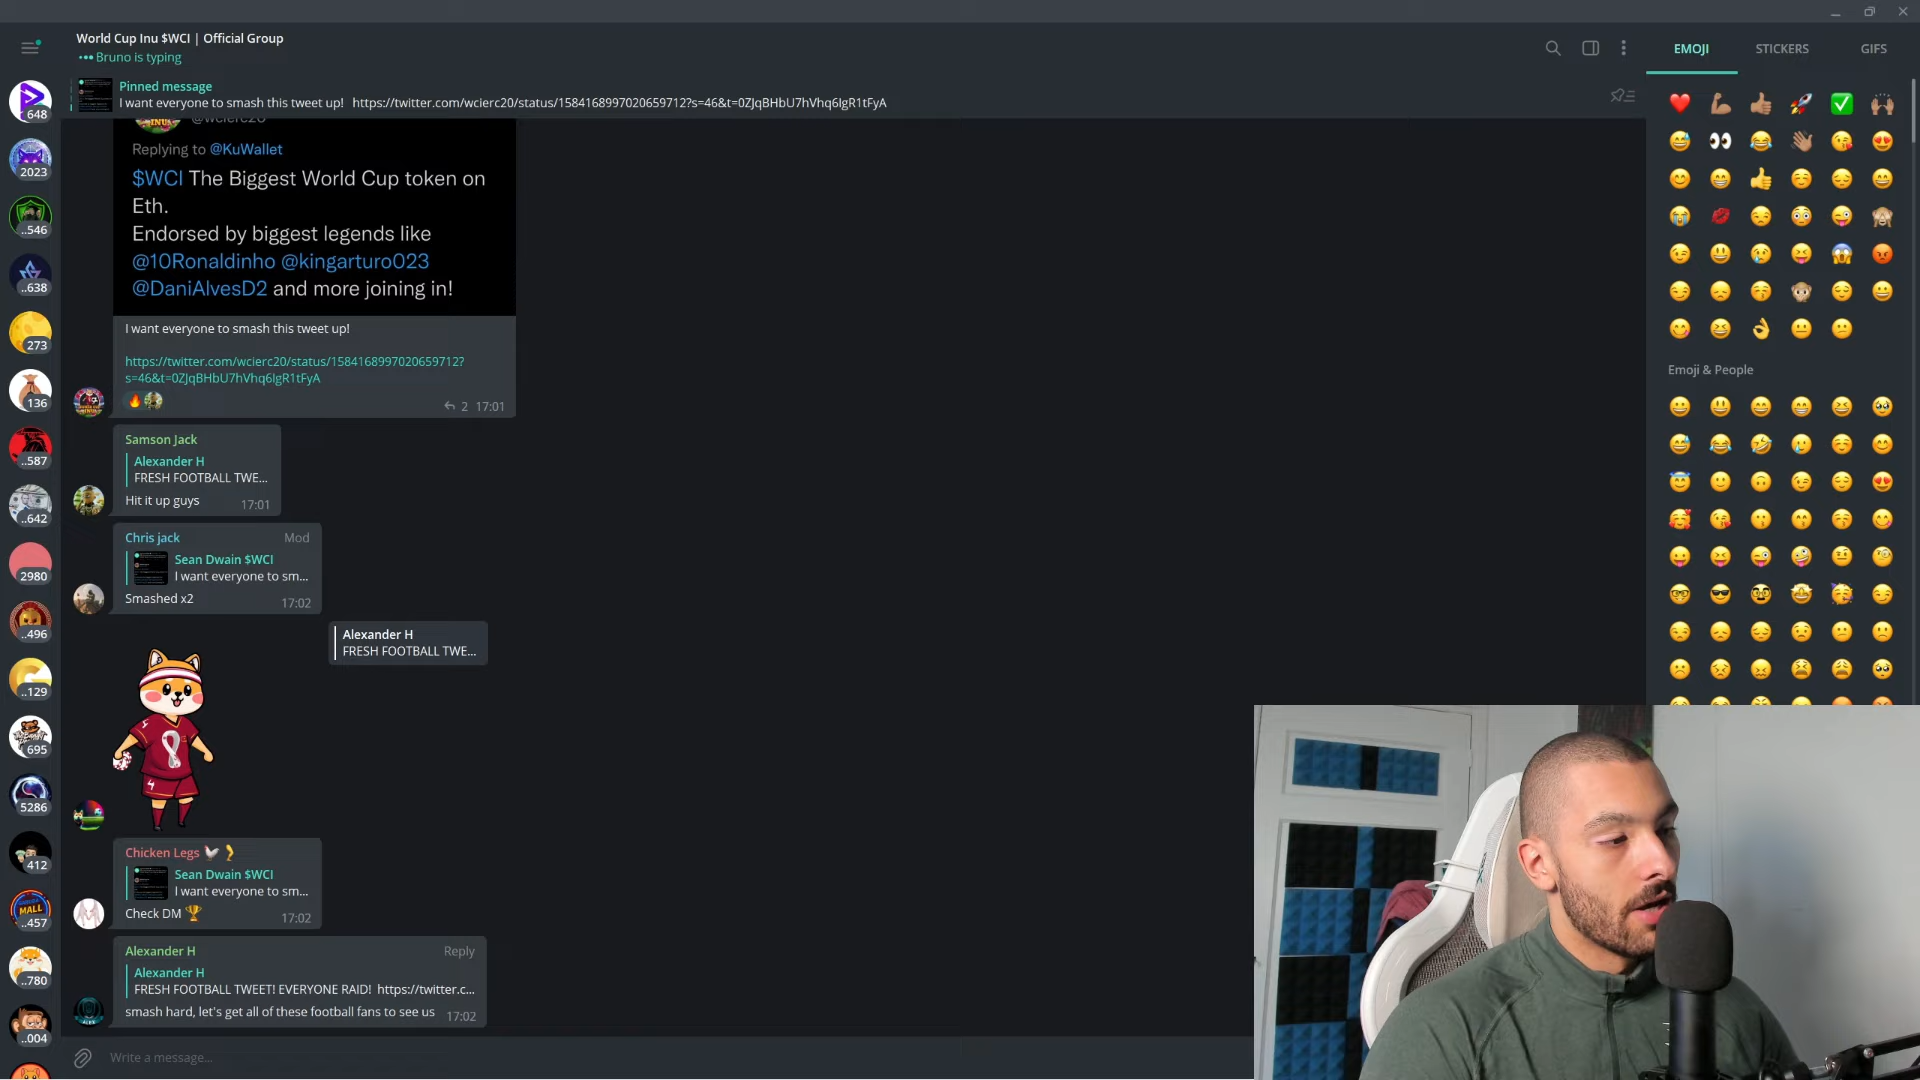 World Cup Inu $WCI | Official Group
Bruno is typing
EMOJI
STICKERS
GIFS
Pinned message
I want everyone to smash this tweet up! https://twitter.com/wcierc20/status/1584168997020659712?s=46&t=0ZJqBHbU7hVhq6IgR1tFyA
@wcierc20
Replying to @KuWallet
$WCI The Biggest World Cup token on
Eth.
Endorsed by biggest legends like
@10Ronaldinho @kingarturo023
@DaniAlvesD2 and more joining in!
I want everyone to smash this tweet up!
https://twitter.com/wcierc20/status/1584168997020659712?
s=46&t=0ZJqBHbU7hVhq6IgR1tFyA
2 17:01
Samson Jack
Alexander H
FRESH FOOTBALL TWE...
Hit it up guys
17:01
Chris jack
Mod
Sean Dwain $WCI
I want everyone to sm...
Smashed x2
17:02
Alexander H
FRESH FOOTBALL TWE...
Chicken Legs
Sean Dwain $WCI
I want everyone to sm...
Check DM
17:02
Alexander H
Reply
Alexander H
FRESH FOOTBALL TWEET! EVERYONE RAID! https://twitter.c...
smash hard, let's get all of these football fans to see us
17:02
Write a message...
Emoji & People
648
2023
..546
..638
273
136
..587
..642
2980
..496
..129
695
5286
412
MALL
..457
..780
..004